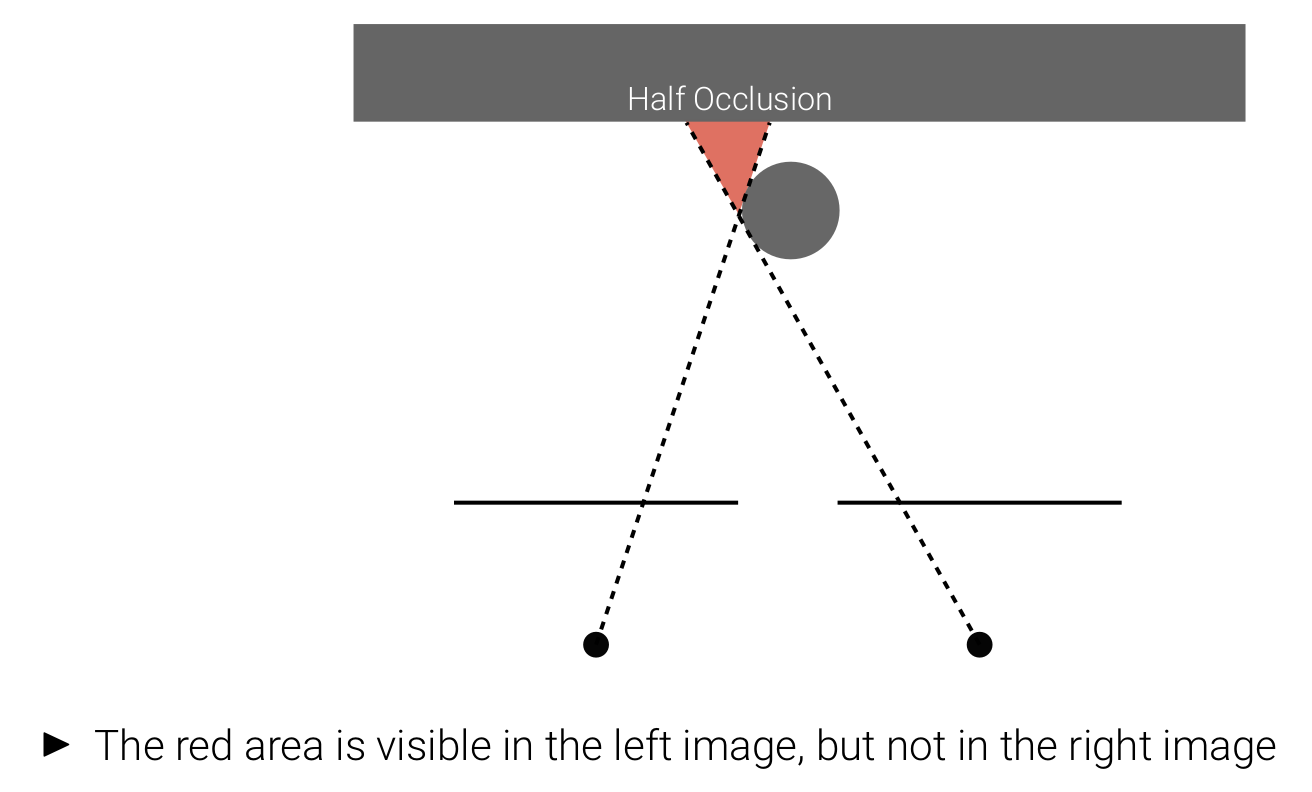 Half Occlusion
▶ The red area is visible in the left image, but not in the right image